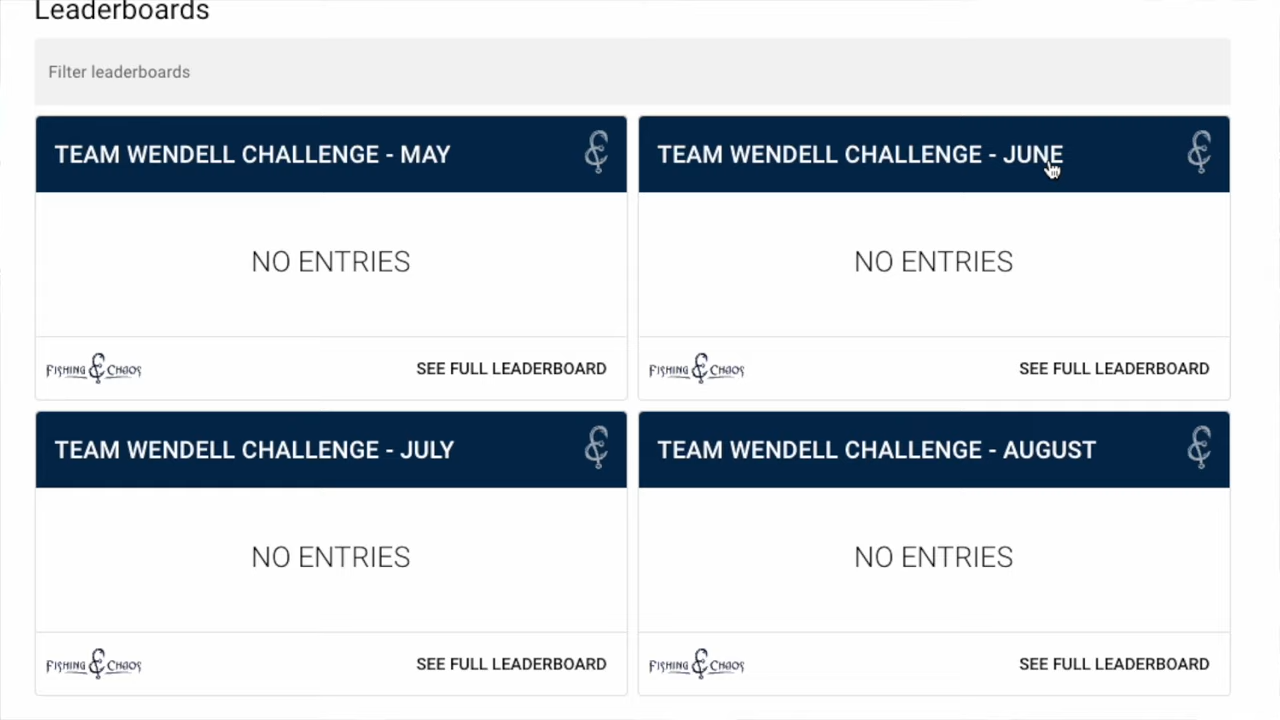 Leaderboards
Filter leaderboards
TEAM WENDELL CHALLENGE - MAY
NO ENTRIES
FISHING & CHAOS
SEE FULL LEADERBOARD
TEAM WENDELL CHALLENGE - JUNE
NO ENTRIES
FISHING & CHAOS
SEE FULL LEADERBOARD
TEAM WENDELL CHALLENGE - JULY
NO ENTRIES
FISHING & CHAOS
SEE FULL LEADERBOARD
TEAM WENDELL CHALLENGE - AUGUST
NO ENTRIES
FISHING & CHAOS
SEE FULL LEADERBOARD